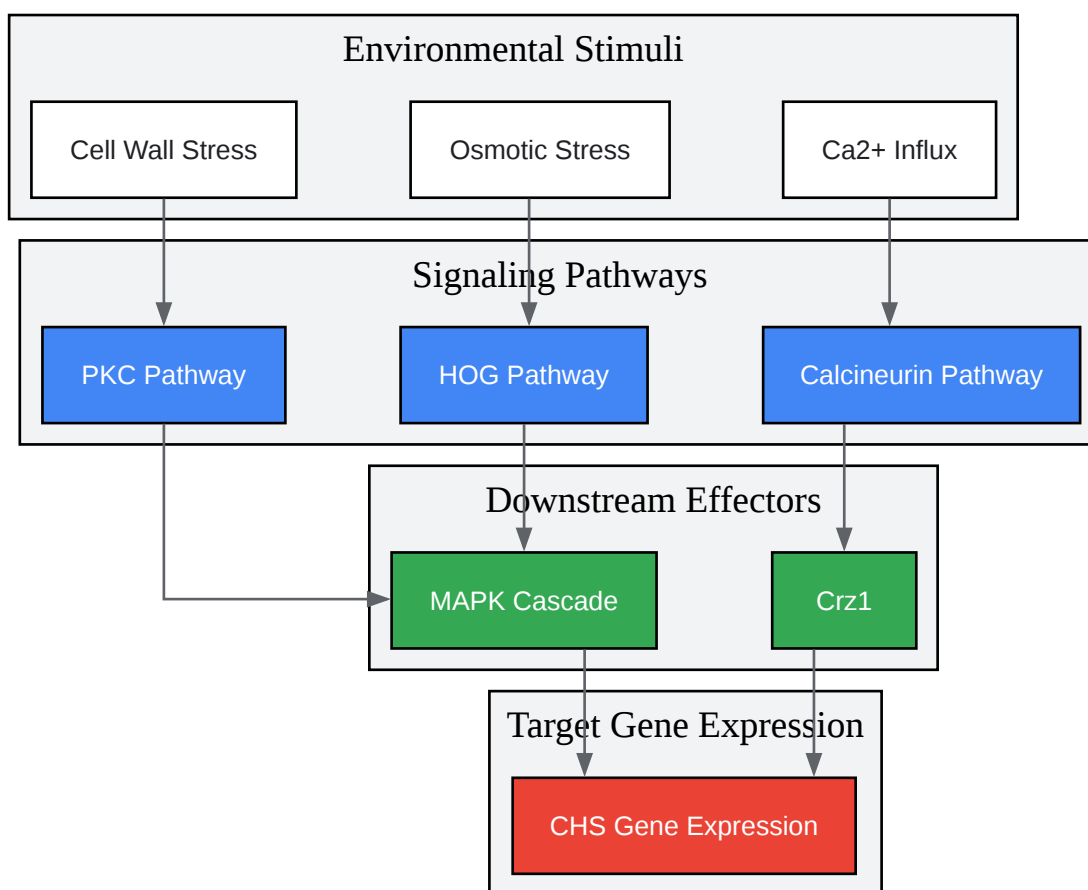 Environmental Stimuli
Cell Wall Stress
Osmotic Stress
Ca2+ Influx
Signaling Pathways
PKC Pathway
HOG Pathway
Calcineurin Pathway
Downstream Effectors
MAPK Cascade
Crz1
Target Gene Expression
CHS Gene Expression